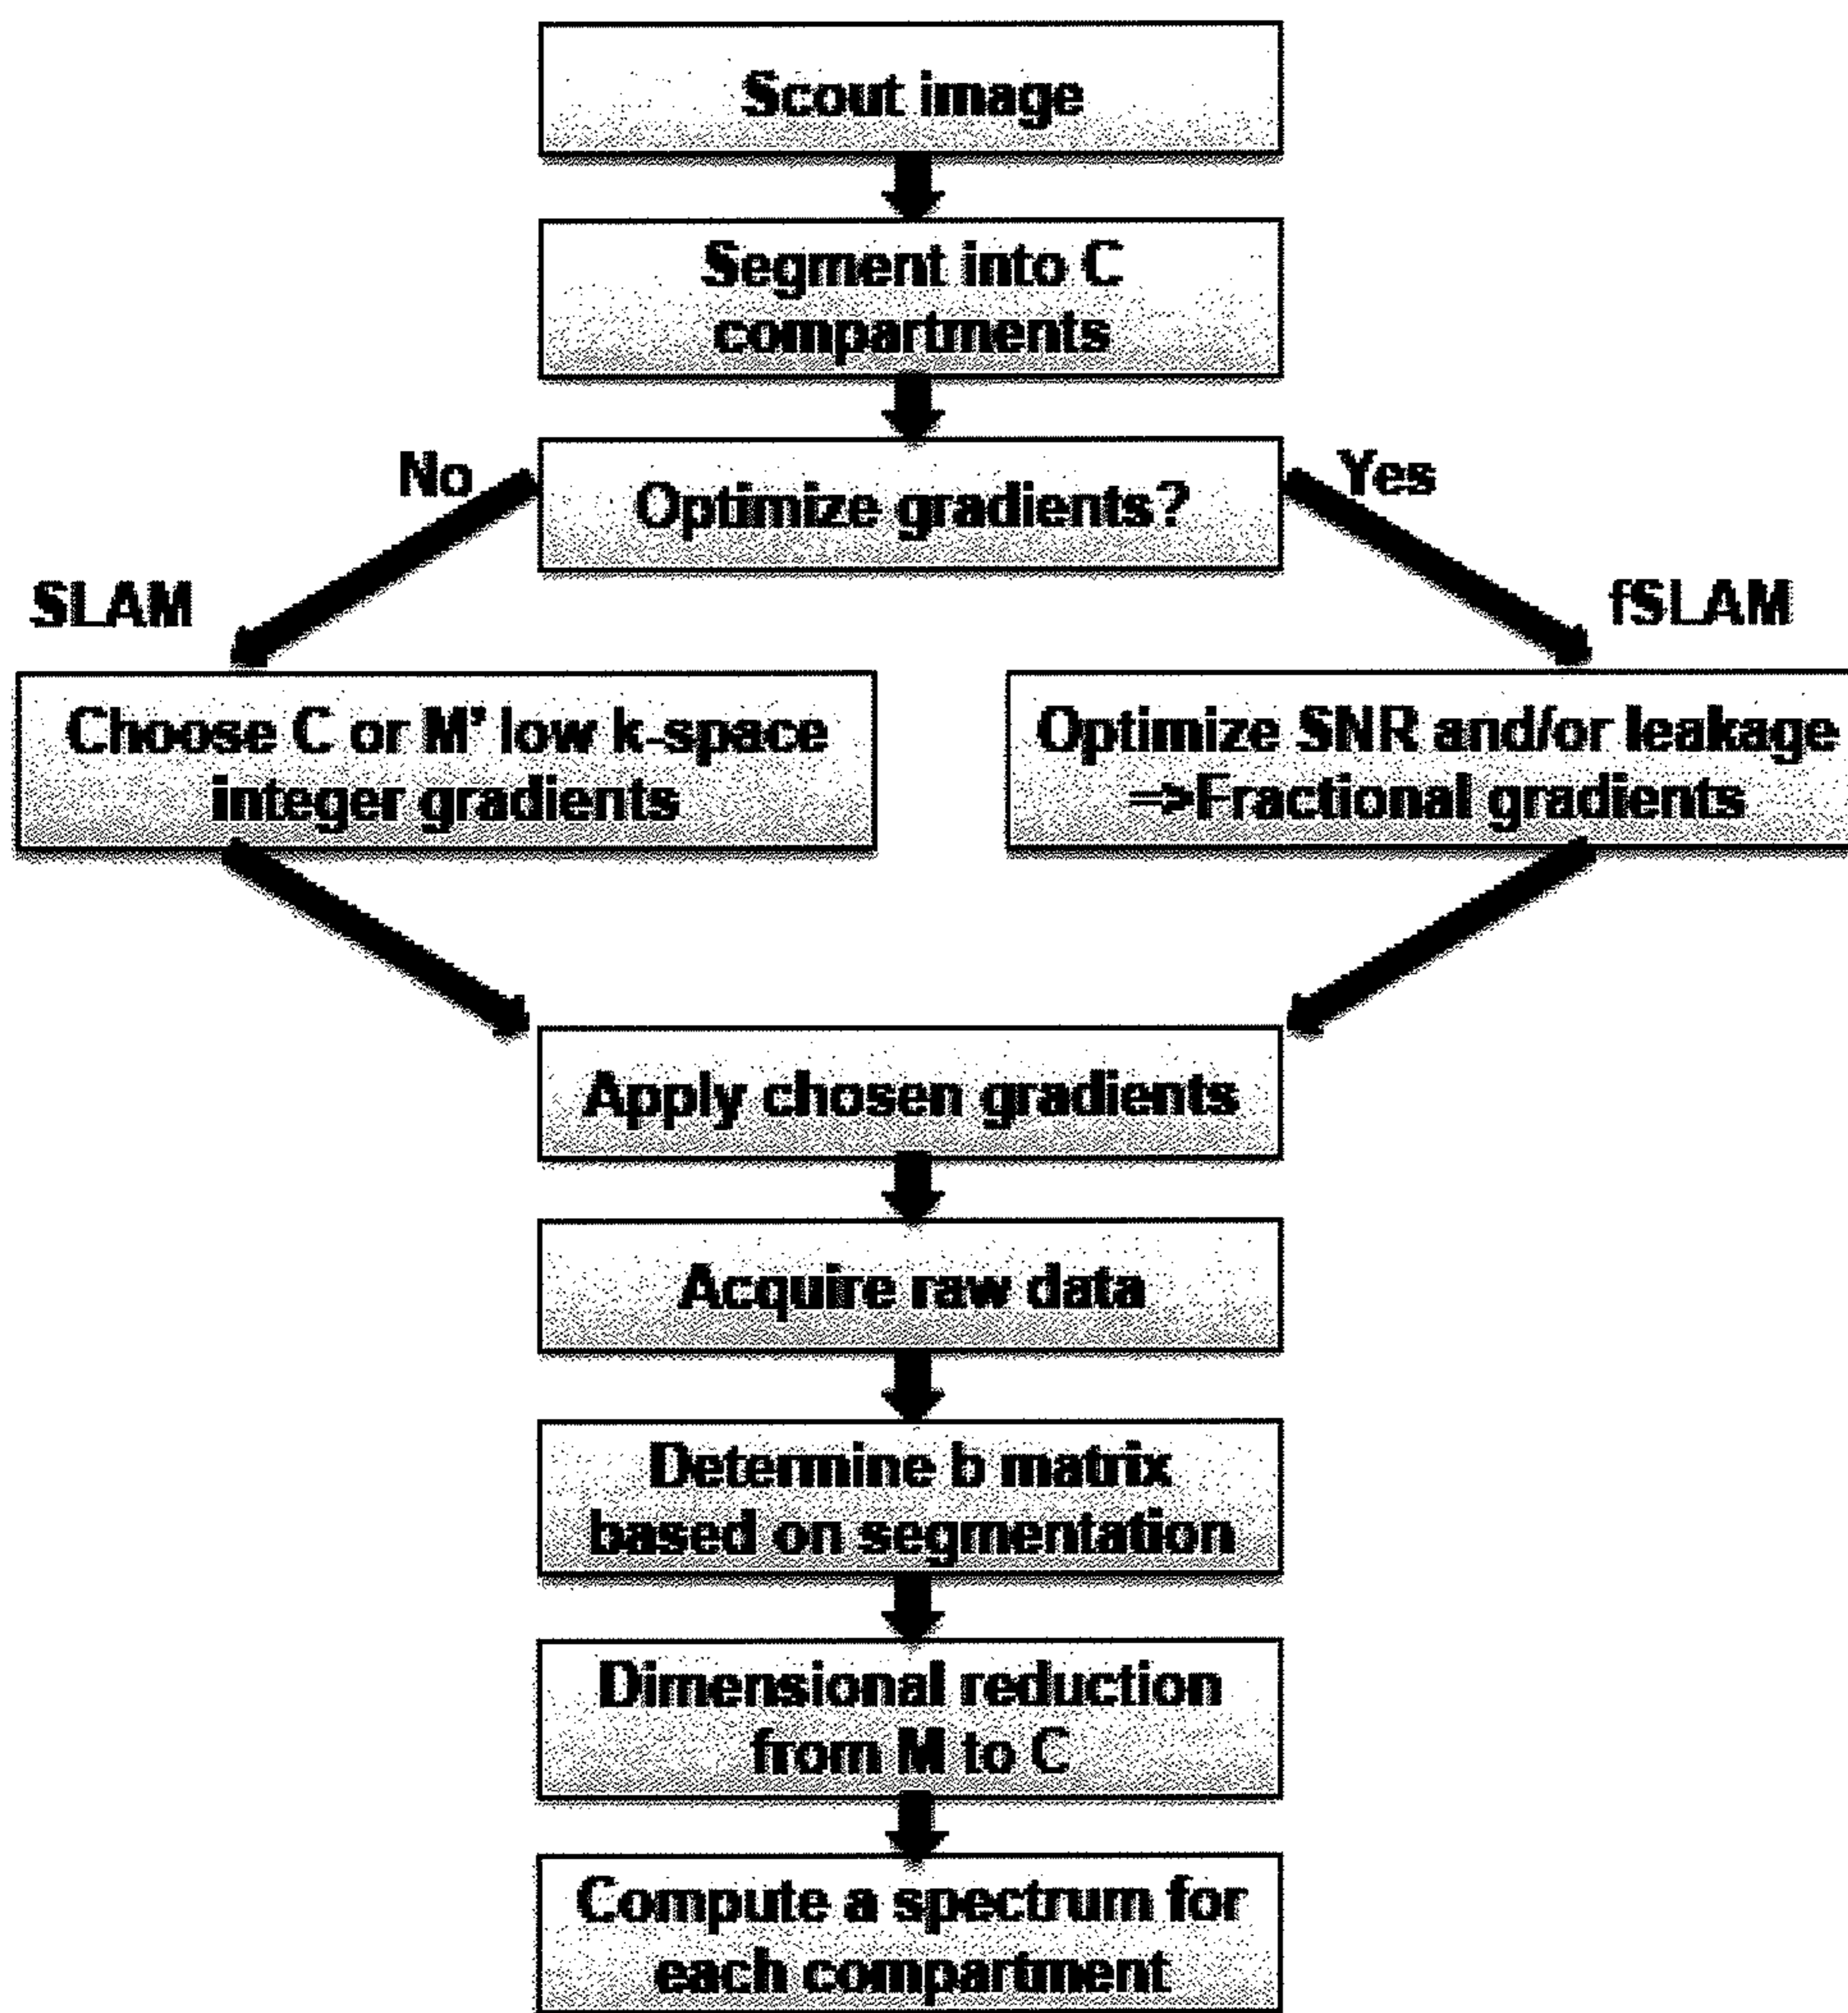 Scout image
Segment into C
compartments
No
Optimize gradients?
Yes
SLAM
fSLAM
Choose C or M' low k-space
integer gradients
Optimize SNR and/or leakage
=>Fractional gradients
Apply chosen gradients
Acquire raw data
Determine b matrix
based on segmentation
Dimensional reduction
from M to C
Compute a spectrum for
each compartment